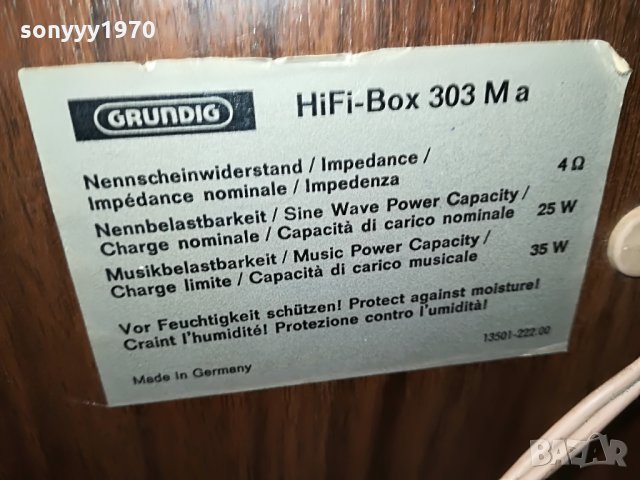 sonyyy1970
GRUNDIG
HiFi-Box 303 M a
Nennscheinwiderstand / Impedance /
Impédance nominale / Impedenza
4 Ω
Nennbelastbarkeit / Sine Wave Power Capacity /
Charge nominale / Capacità di carico nominale
25 W
Musikbelastbarkeit / Music Power Capacity /
Charge limite / Capacità di carico musicale
35 W
Vor Feuchtigkeit schützen! Protect against moisture!
Craint l'humidité! Protezione contro l'umidità!
13501-222.00
Made in Germany
BAZAR